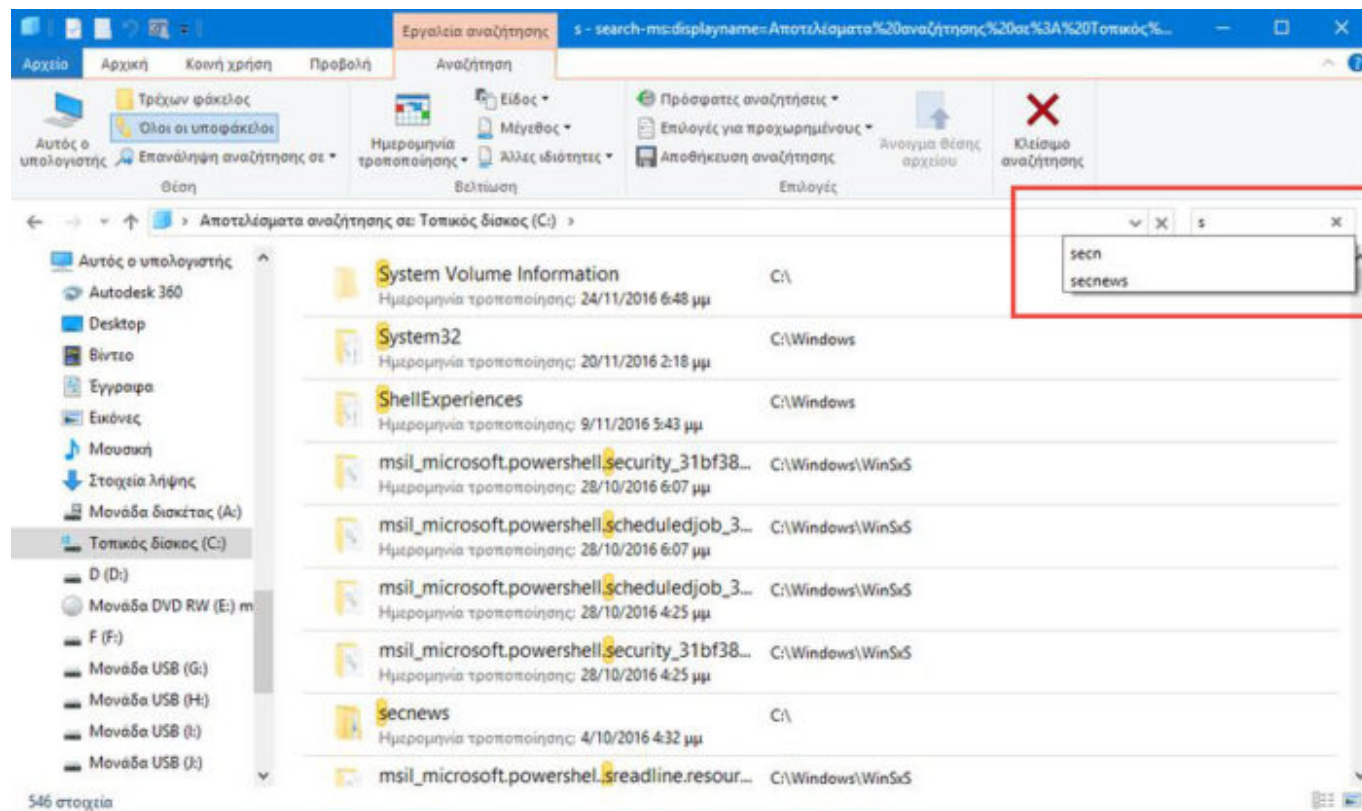 Εργαλεία αναζήτησης
s - search-ms:displayname=Αποτελέσματα%20αναζήτησης%20σε%3A%20Τοπικός%...
Αρχείο Αρχική Κοινή χρήση Προβολή Αναζήτηση
Αυτός ο υπολογιστής
Τρέχων φάκελος
Όλοι οι υποφάκελοι
Επανάληψη αναζήτησης σε
Θέση
Ημερομηνία τροποποίησης
Είδος
Μέγεθος
Άλλες ιδιότητες
Βελτίωση
Πρόσφατες αναζητήσεις
Επιλογές για προχωρημένους
Αποθήκευση αναζήτησης
Άνοιγμα θέσης αρχείου
Επιλογές
Κλείσιμο αναζήτησης
Αποτελέσματα αναζήτησης σε: Τοπικός δίσκος (C:)
s
secn
secnews
Αυτός ο υπολογιστής
Autodesk 360
Desktop
Βίντεο
Έγγραφα
Εικόνες
Μουσική
Στοιχεία λήψης
Μονάδα δισκέτας (A:)
Τοπικός δίσκος (C:)
D (D:)
Μονάδα DVD RW (E:) m
F (F:)
Μονάδα USB (G:)
Μονάδα USB (H:)
Μονάδα USB (I:)
Μονάδα USB (J:)
System Volume Information C:\
Ημερομηνία τροποποίησης: 24/11/2016 6:48 μμ
System32 C:\Windows
Ημερομηνία τροποποίησης: 20/11/2016 2:18 μμ
ShellExperiences C:\Windows
Ημερομηνία τροποποίησης: 9/11/2016 5:43 μμ
msil_microsoft.powershell.security_31bf38... C:\Windows\WinSxS
Ημερομηνία τροποποίησης: 28/10/2016 6:07 μμ
msil_microsoft.powershell.scheduledjob_3... C:\Windows\WinSxS
Ημερομηνία τροποποίησης: 28/10/2016 6:07 μμ
msil_microsoft.powershell.scheduledjob_3... C:\Windows\WinSxS
Ημερομηνία τροποποίησης: 28/10/2016 4:25 μμ
msil_microsoft.powershell.security_31bf38... C:\Windows\WinSxS
Ημερομηνία τροποποίησης: 28/10/2016 4:25 μμ
secnews C:\
Ημερομηνία τροποποίησης: 4/10/2016 4:32 μμ
msil_microsoft.powershel..sreadline.resour... C:\Windows\WinSxS
546 στοιχεία